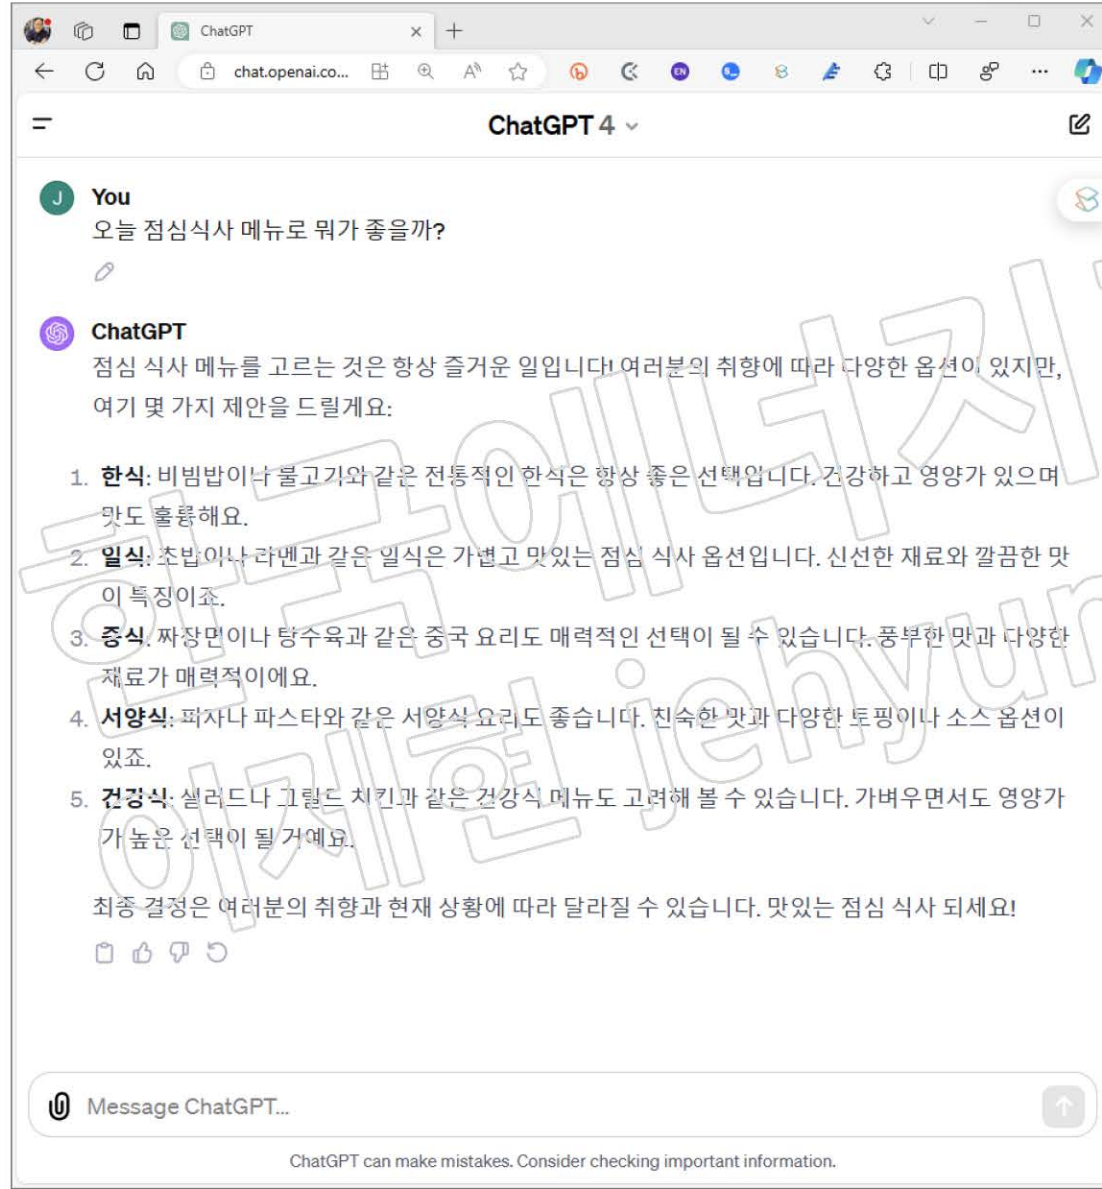 ChatGPT
chat.openai.co...
EN
ChatGPT 4
J
You
오늘 점심식사 메뉴로 뭐가 좋을까?
ChatGPT
점심 식사 메뉴를 고르는 것은 항상 즐거운 일입니다! 여러분의 취향에 따라 다양한 옵션이 있지만,
여기 몇 가지 제안을 드릴게요:
1. 한식: 비빔밥이나 불고기와 같은 전통적인 한식은 항상 좋은 선택입니다. 건강하고 영양가 있으며
맛도 훌륭해요.
2. 일식: 초밥이나 라멘과 같은 일식은 가볍고 맛있는 점심 식사 옵션입니다. 신선한 재료와 깔끔한 맛
이 특징이죠.
3. 중식: 짜장면이나 탕수육과 같은 중국 요리도 매력적인 선택이 될 수 있습니다. 풍부한 맛과 다양한
재료가 매력적이에요.
4. 서양식: 피자나 파스타와 같은 서양식 요리도 좋습니다. 친숙한 맛과 다양한 토핑이나 소스 옵션이
있죠.
5. 건강식: 샐러드나 그릴드 치킨과 같은 건강식 메뉴도 고려해 볼 수 있습니다. 가벼우면서도 영양가
가 높은 선택이 될 거예요.
최종 결정은 여러분의 취향과 현재 상황에 따라 달라질 수 있습니다. 맛있는 점심 식사 되세요!
Message ChatGPT...
ChatGPT can make mistakes. Consider checking important information.
한국에너지
이제현 jehyun